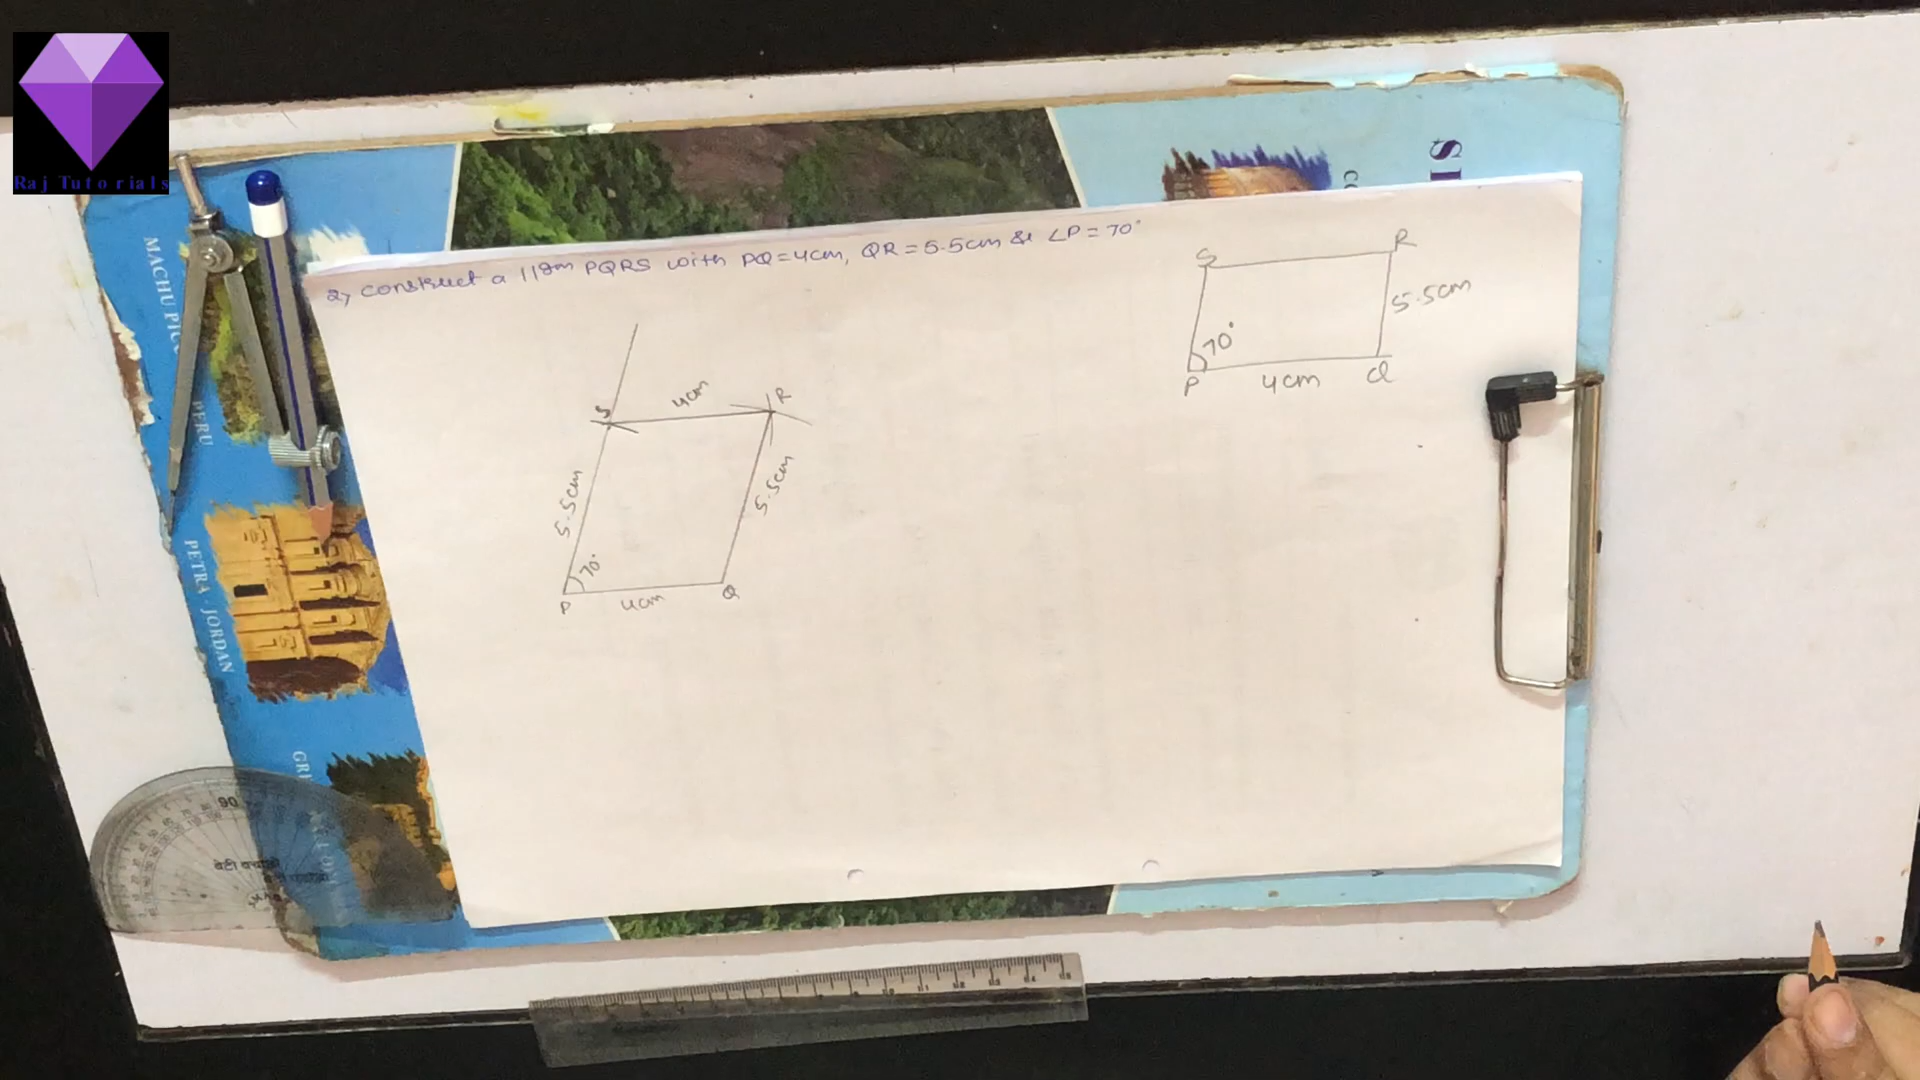 Raj Tutorials
2) construct a ||gm PQRS with PQ=4cm, QR=5.5cm & ∠P=70°
S
R
5.5cm
70°
P
4cm
Q
S
4cm
R
5.5cm
5.5cm
70°
P
4cm
Q
MACHU
PERU
PETRA · JORDAN
90